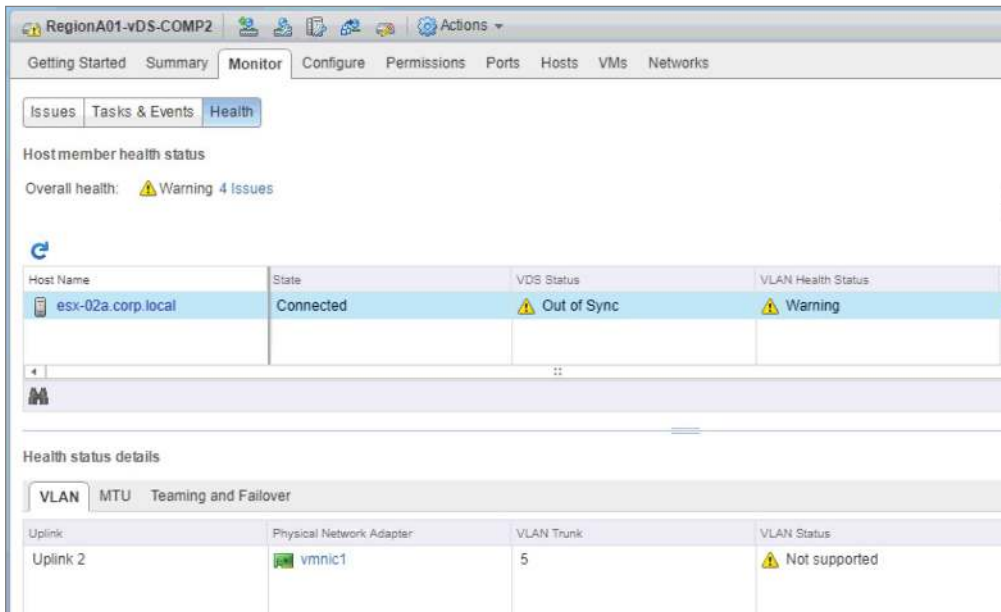 RegionA01-vDS-COMP2 Actions
Getting Started Summary Monitor Configure Permissions Ports Hosts VMs Networks
Issues Tasks & Events Health
Host member health status
Overall health: Warning 4 Issues
Host Name State VDS Status VLAN Health Status
esx-02a.corp.local Connected Out of Sync Warning
Health status details
VLAN MTU Teaming and Failover
Uplink Physical Network Adapter VLAN Trunk VLAN Status
Uplink 2 vmnic1 5 Not supported